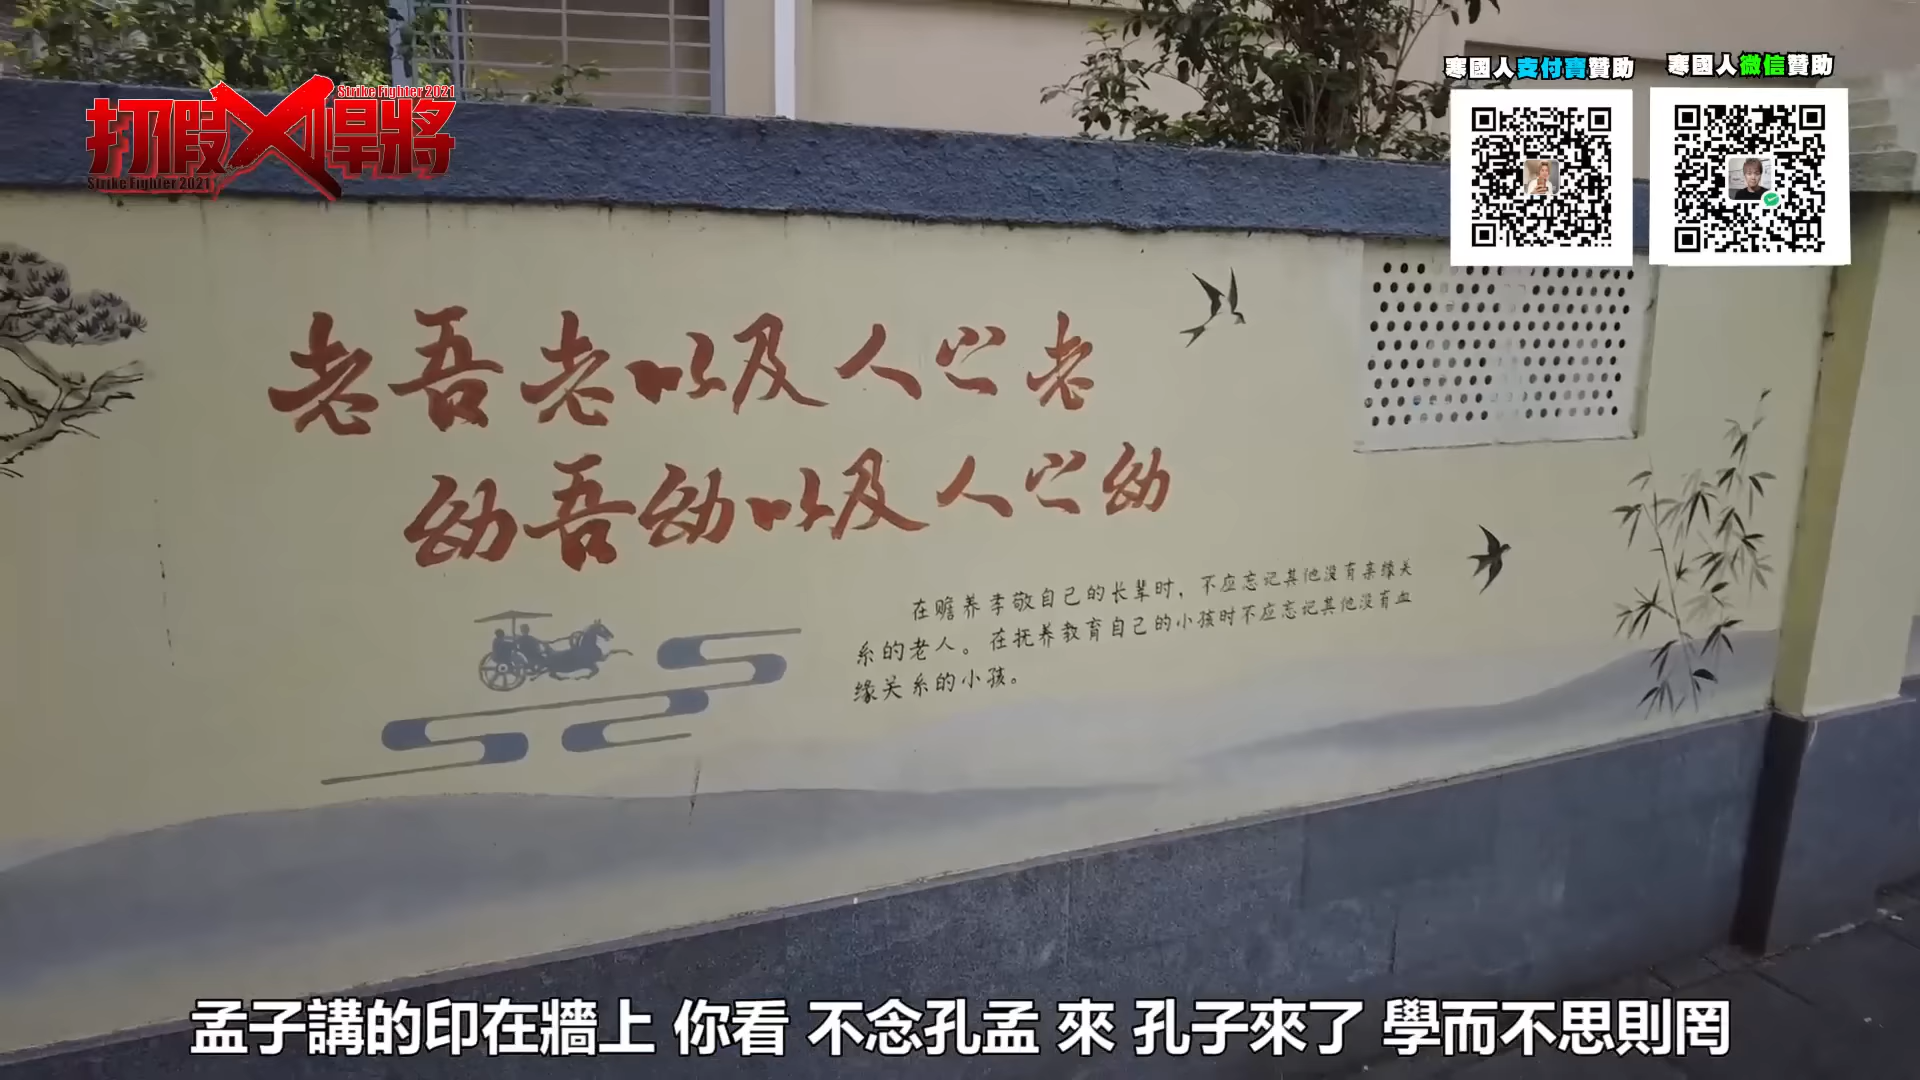 Strike Fighter 2021
打假悍將
Strike Fighter 2021
寒國人支付寶贊助
寒國人微信贊助
老吾老以及人之老
幼吾幼以及人之幼
在赡养孝敬自己的长辈时，不应忘记其他没有亲缘关
系的老人。在抚养教育自己的小孩时不应忘记其他没有血
缘关系的小孩。
孟子講的印在牆上 你看 不念孔孟 來 孔子來了 學而不思則罔